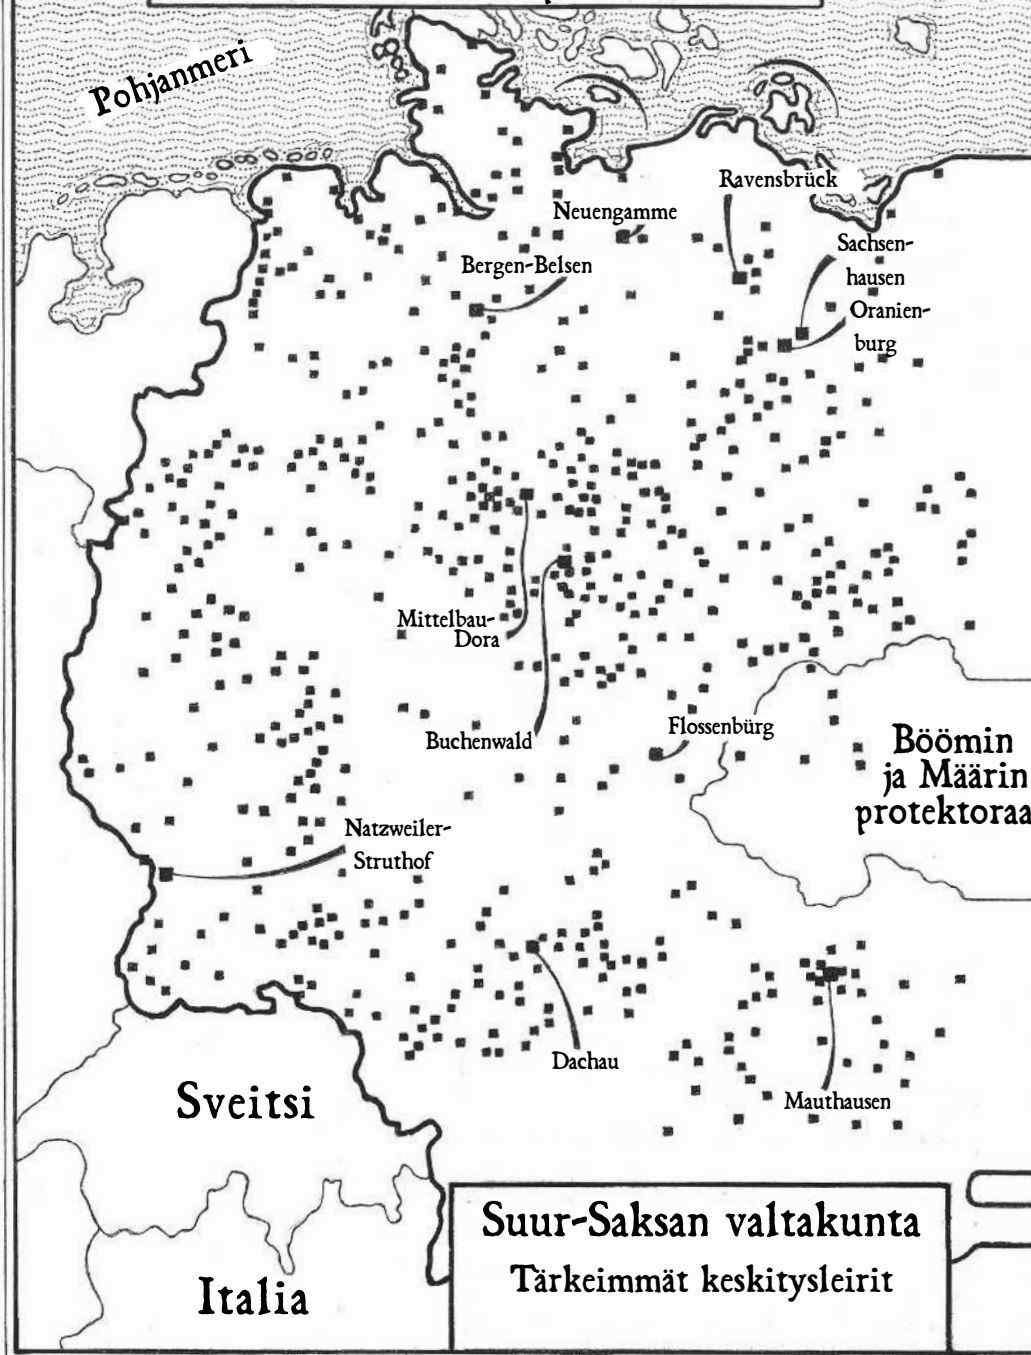 Pohjanmeri
Ravensbrück
Neuengamme
Sachsen-
hausen
Bergen-Belsen
Oranien-
burg
Mittelbau-
Dora
Buchenwald
Flossenbürg
Böömin
ja Määrin
protektoraa
Natzweiler-
Struthof
Dachau
Mauthausen
Sveitsi
Italia
Suur-Saksan valtakunta
Tärkeimmät keskitysleirit